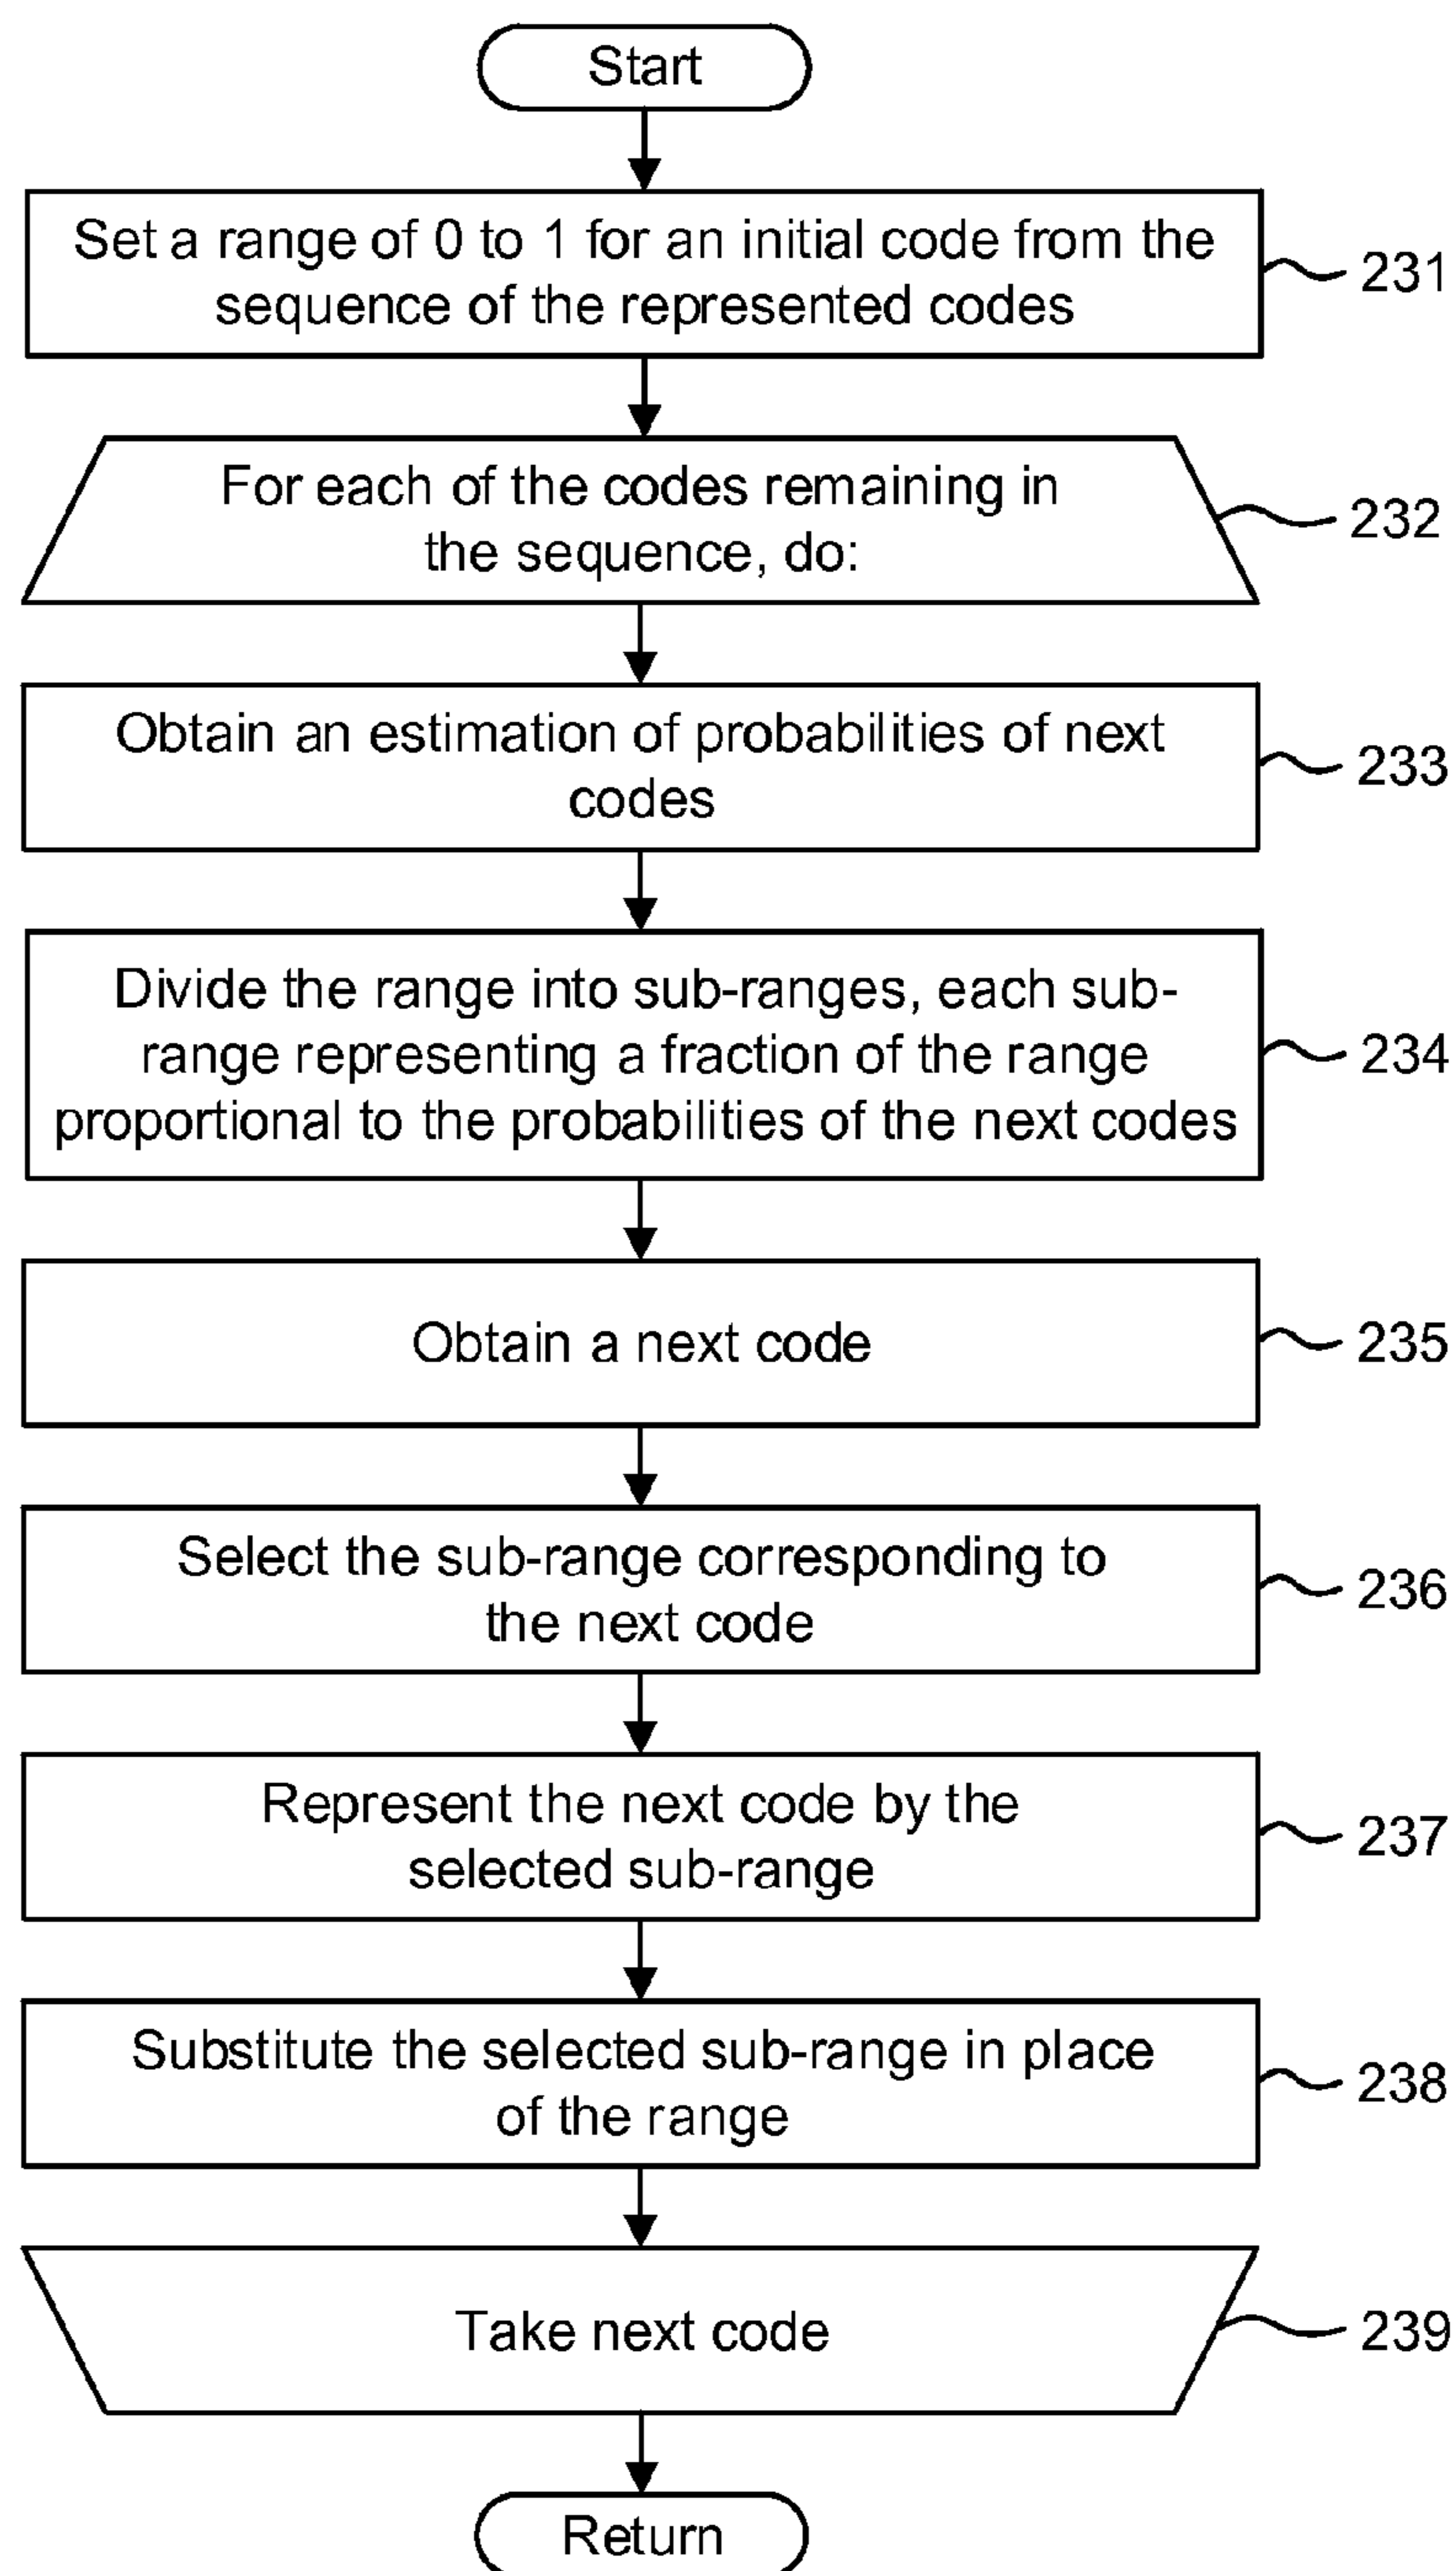 Start
Set a range of 0 to 1 for an initial code from the
sequence of the represented codes
231
For each of the codes remaining in
the sequence, do:
232
Obtain an estimation of probabilities of next
codes
233
Divide the range into sub-ranges, each sub-
range representing a fraction of the range
proportional to the probabilities of the next codes
234
Obtain a next code
235
Select the sub-range corresponding to
the next code
236
Represent the next code by the
selected sub-range
237
Substitute the selected sub-range in place
of the range
238
Take next code
239
Return